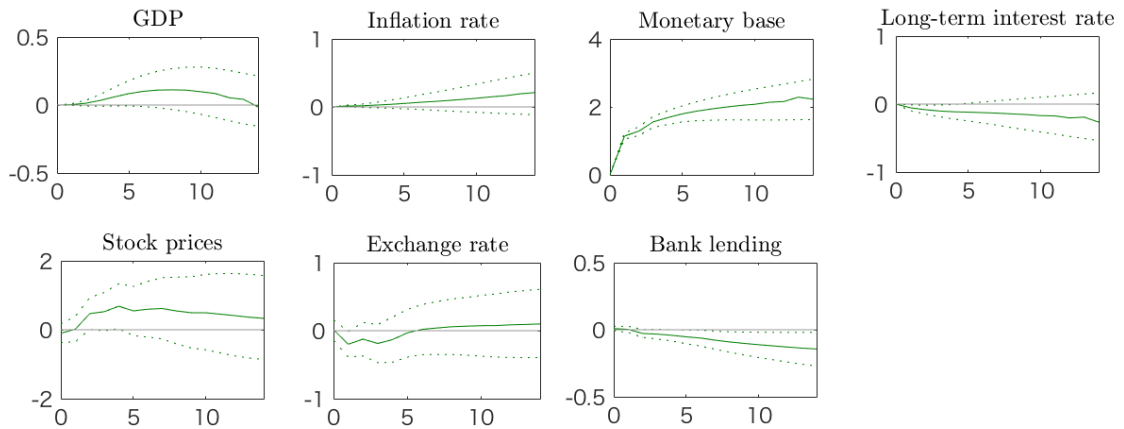 GDP
0.5
0
-0.5
0 5 10
Inflation rate
1
0
-1
0 5 10
Monetary base
4
2
0
0 5 10
Long-term interest rate
1
0
-1
0 5 10
Stock prices
2
0
-2
0 5 10
Exchange rate
1
0
-1
0 5 10
Bank lending
0.5
0
-0.5
0 5 10